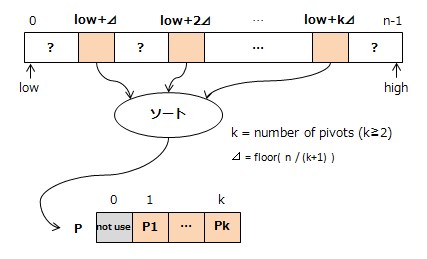 0 low+⊿ low+2⊿ … low+k⊿ n-1
? ? … ?
low high
ソート
k = number of pivots (k≧2)
⊿ = floor( n / (k+1) )
0 1 k
P not use P1 … Pk